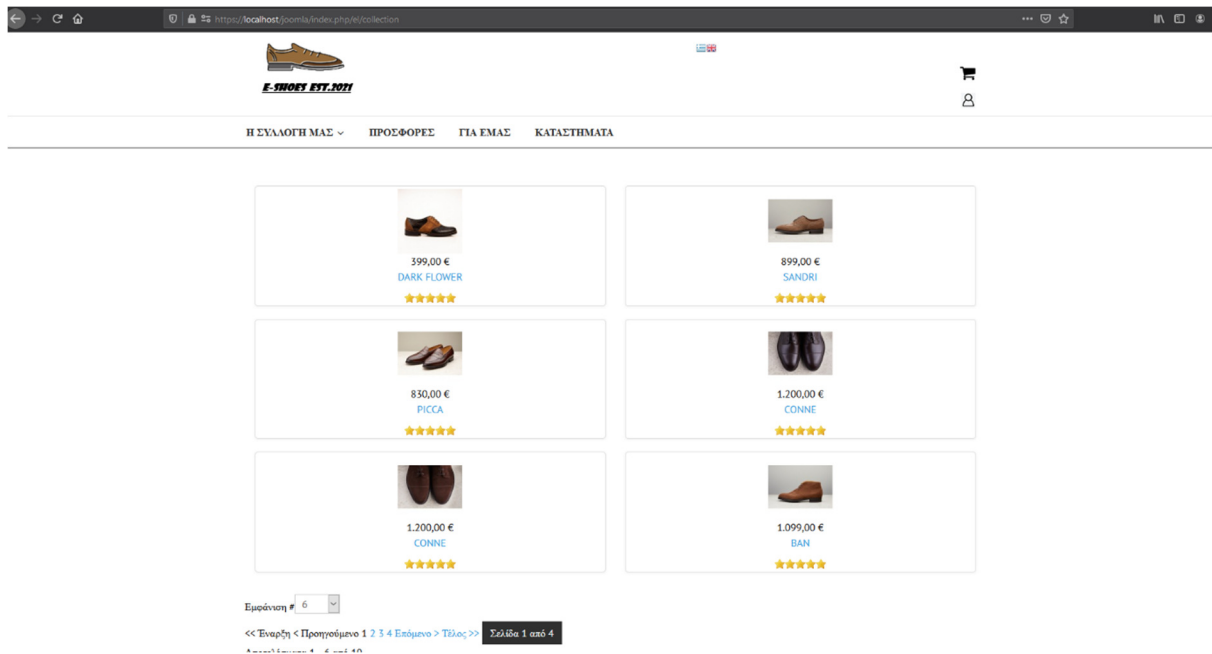 https://localhost/joomla/index.php/el/collection
E-SHOES EST.2021
Η ΣΥΛΛΟΓΗ ΜΑΣ ΠΡΟΣΦΟΡΕΣ ΓΙΑ ΕΜΑΣ ΚΑΤΑΣΤΗΜΑΤΑ
399,00 €
DARK FLOWER
899,00 €
SANDRI
830,00 €
PICCA
1.200,00 €
CONNE
1.200,00 €
CONNE
1.099,00 €
BAN
Εμφάνιση # 6
<< Έναρξη < Προηγούμενο 1 2 3 4 Επόμενο > Τέλος >> Σελίδα 1 από 4